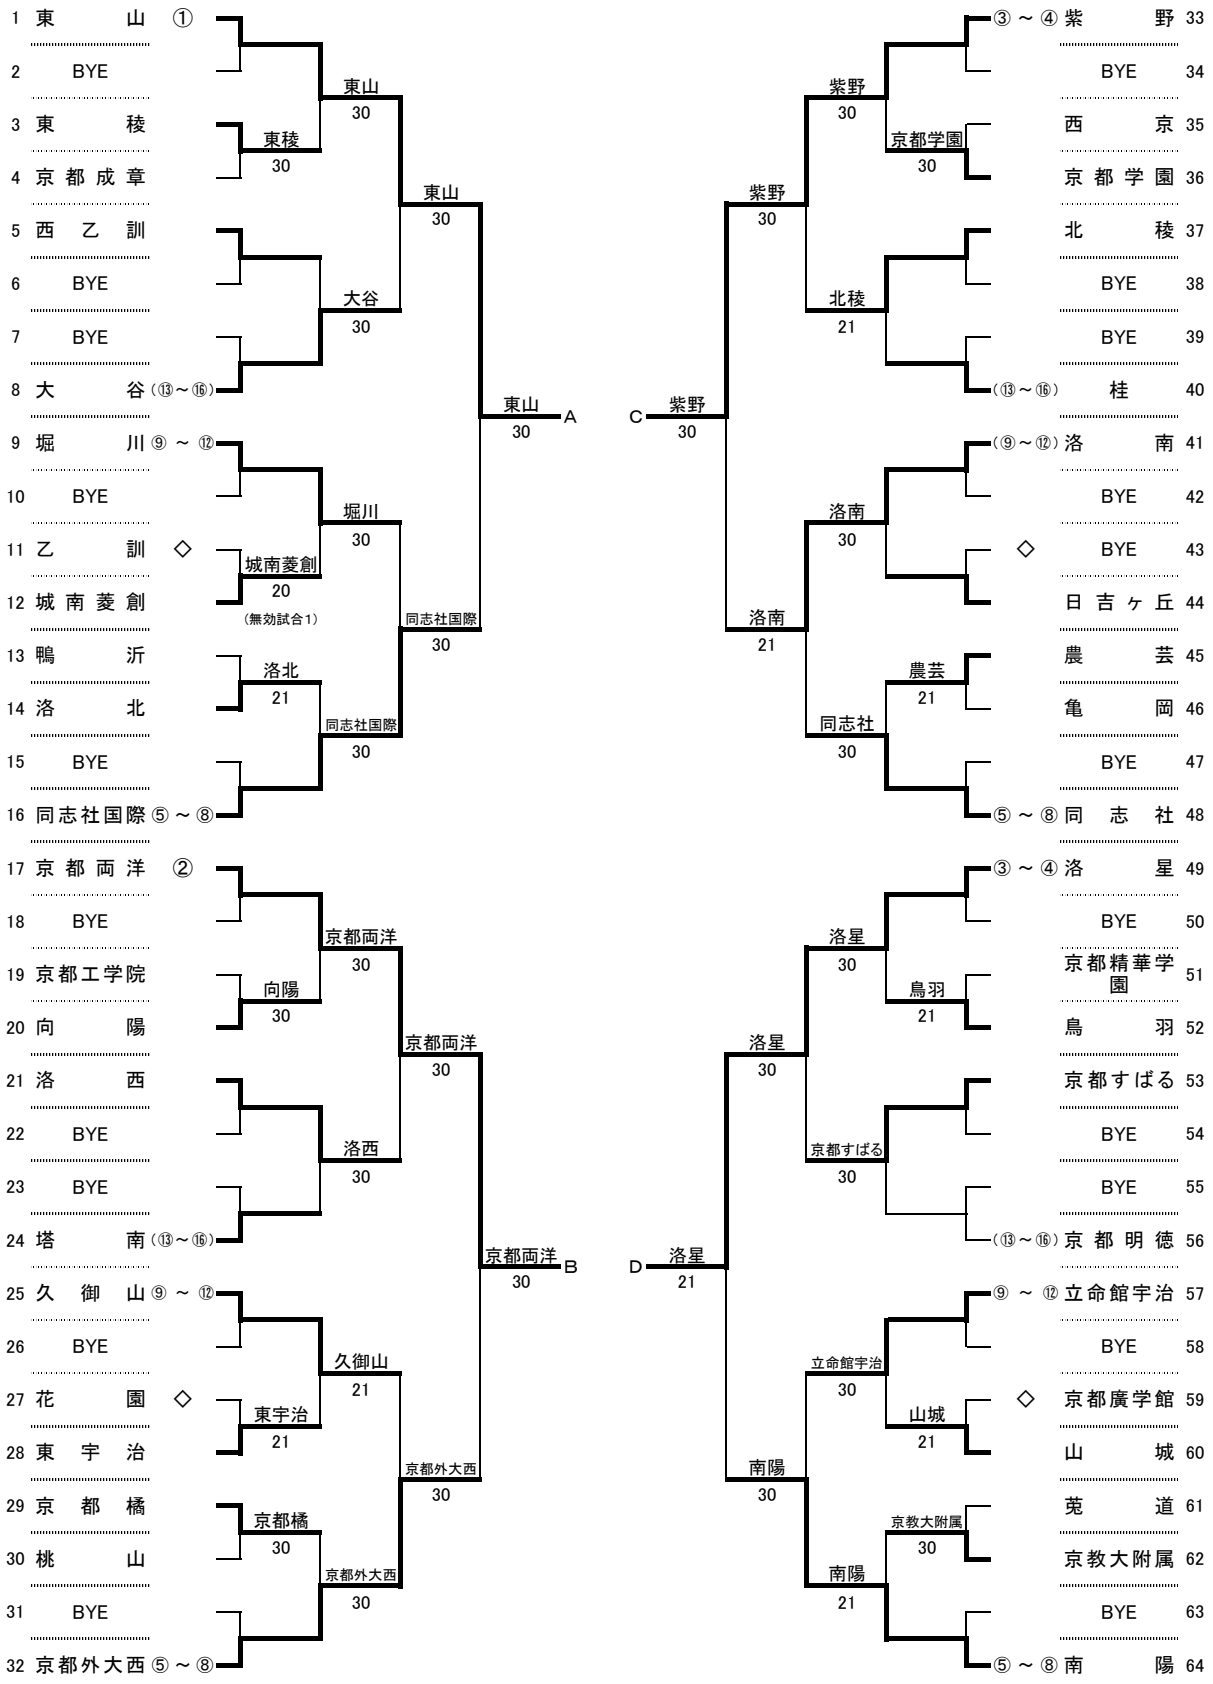 1 東山 ①
2 BYE
3 東稜
4 京都成章
5 西乙訓
6 BYE
7 BYE
8 大谷 (⑬～⑯)
9 堀川 ⑨～⑫
10 BYE
11 乙訓 ◇
12 城南菱創
13 鴨沂
14 洛北
15 BYE
16 同志社国際 ⑤～⑧
17 京都両洋 ②
18 BYE
19 京都工学院
20 向陽
21 洛西
22 BYE
23 BYE
24 塔南 (⑬～⑯)
25 久御山 ⑨～⑫
26 BYE
27 花園 ◇
28 東宇治
29 京都橘
30 桃山
31 BYE
32 京都外大西 ⑤～⑧
東稜
30
城南菱創
20
(無効試合1)
洛北
21
向陽
30
東宇治
21
京都橘
30
東山
30
大谷
30
堀川
30
同志社国際
30
京都両洋
30
洛西
30
久御山
21
京都外大西
30
東山
30
同志社国際
30
京都両洋
30
京都外大西
30
東山 A
30
京都両洋 B
30
C 紫野
30
D 洛星
21
紫野
30
洛南
21
洛星
30
南陽
30
紫野
30
北稜
21
洛南
30
同志社
30
洛星
30
京都すばる
30
立命館宇治
30
南陽
21
京都学園
30
農芸
21
鳥羽
21
山城
21
京教大附属
30
③～④ 紫野 33
BYE 34
西京 35
京都学園 36
北稜 37
BYE 38
BYE 39
(⑬～⑯) 桂 40
(⑨～⑫) 洛南 41
BYE 42
◇ BYE 43
日吉ヶ丘 44
農芸 45
亀岡 46
BYE 47
⑤～⑧ 同志社 48
③～④ 洛星 49
BYE 50
京都精華学
園 51
鳥羽 52
京都すばる 53
BYE 54
BYE 55
(⑬～⑯) 京都明徳 56
⑨～⑫ 立命館宇治 57
BYE 58
◇ 京都廣学館 59
山城 60
莵道 61
京教大附属 62
BYE 63
⑤～⑧ 南陽 64